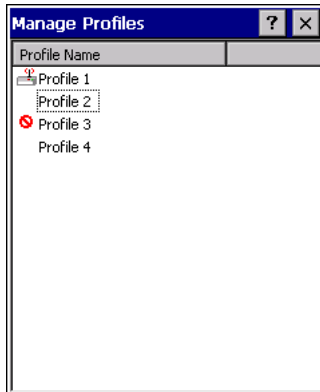 Manage Profiles ? ×
Profile Name
Profile 1
Profile 2
Profile 3
Profile 4